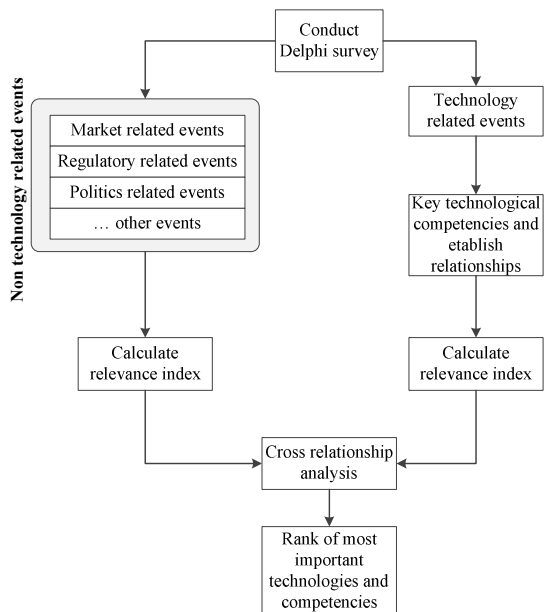 Conduct
Delphi survey
Non technology related events
Market related events
Regulatory related events
Politics related events
… other events
Technology
related events
Key technological
competencies and
etablish
relationships
Calculate
relevance index
Calculate
relevance index
Cross relationship
analysis
Rank of most
important
technologies and
competencies